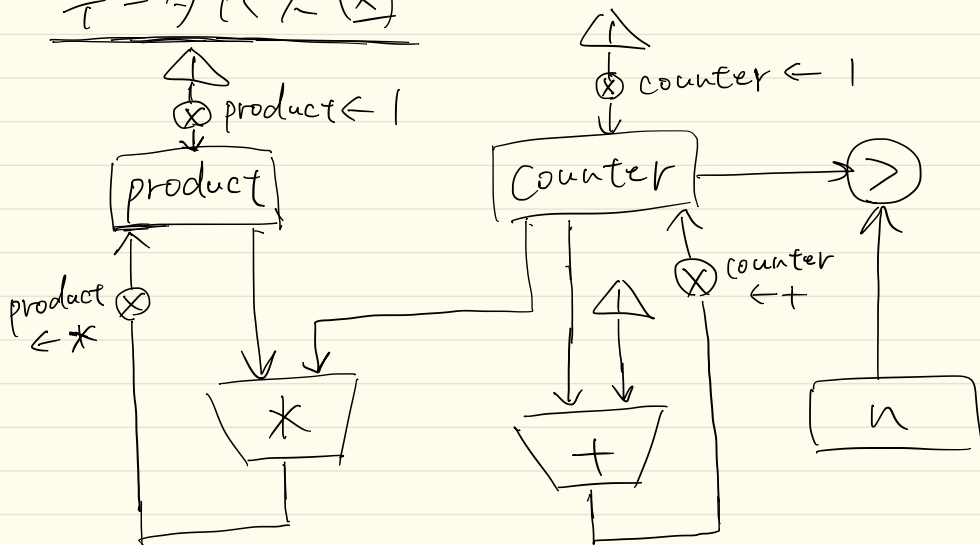 1
1
product ← 1
counter ← 1
product
counter
>
product
← *
1
counter
← +
*
+
n